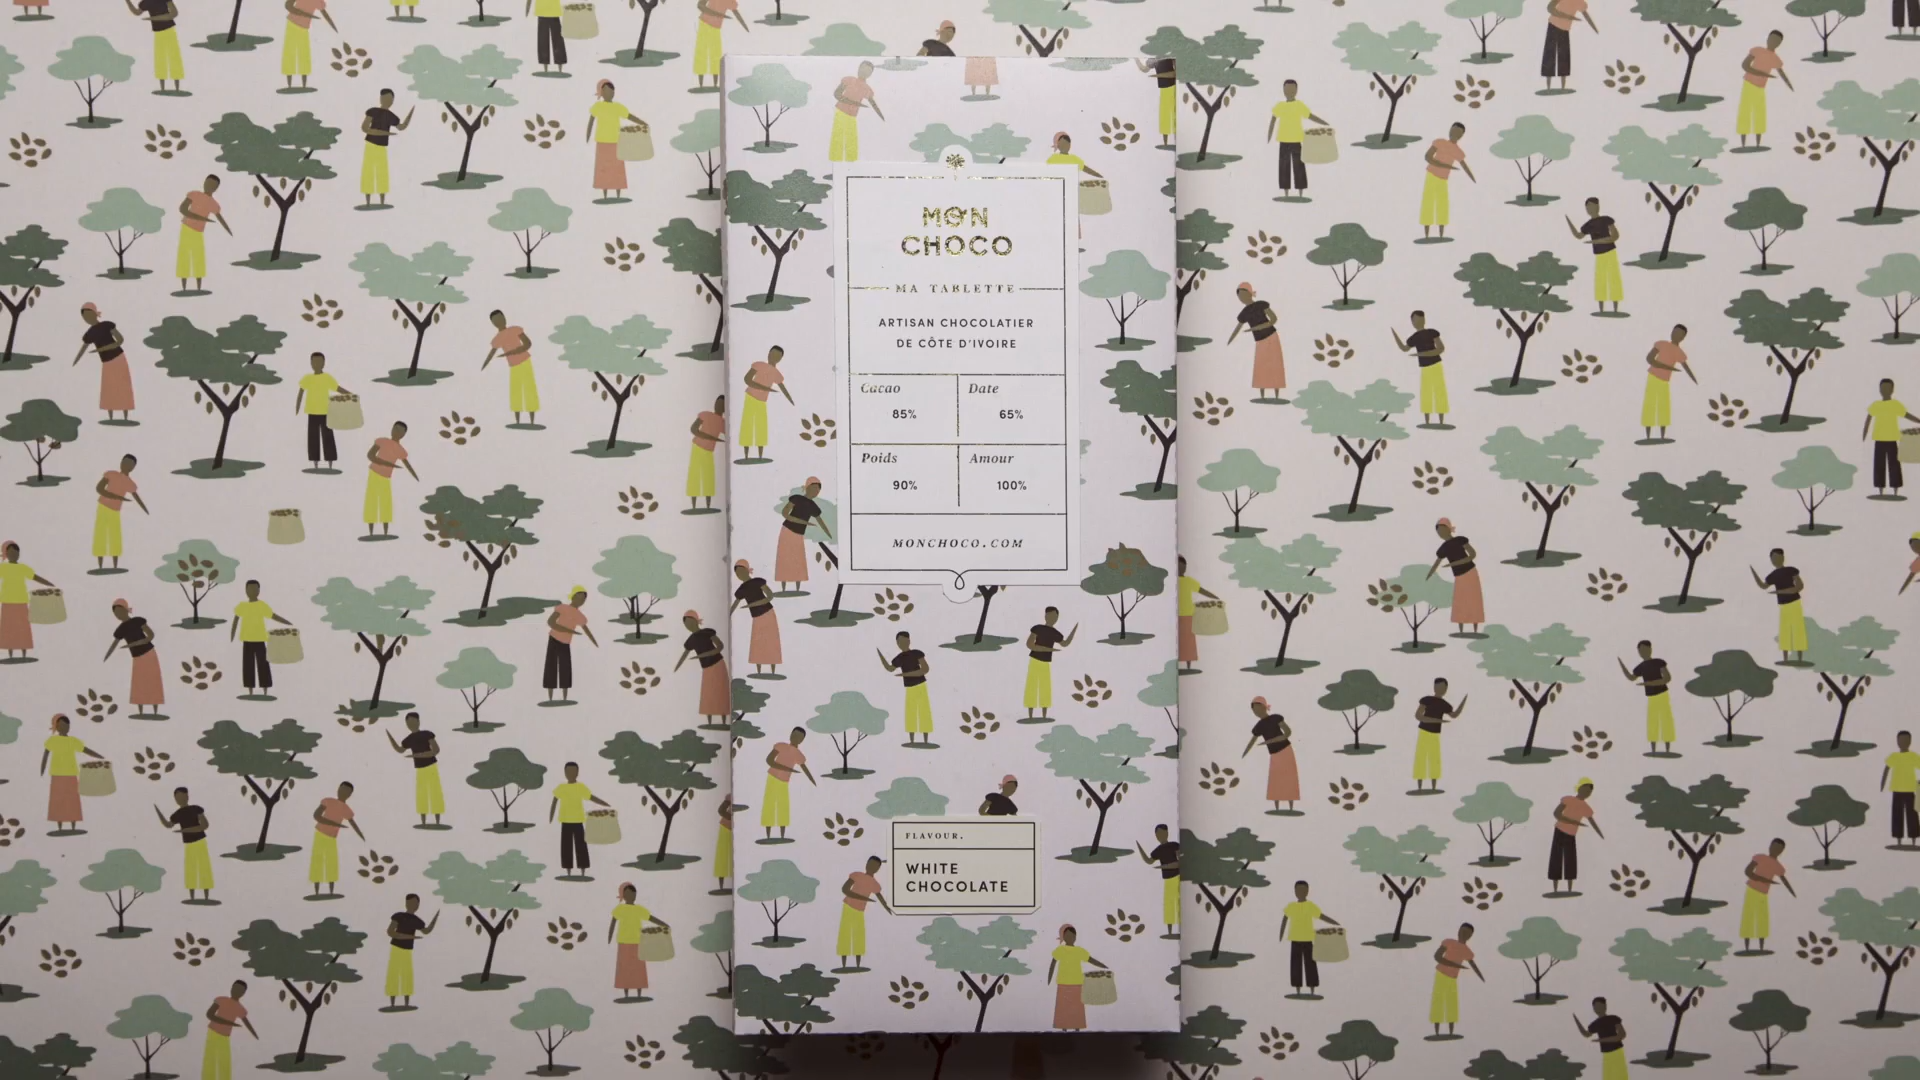 MON
CHOCO
MA TABLETTE
ARTISAN CHOCOLATIER
DE CÔTE D'IVOIRE
Cacao Date
85% 65%
Poids Amour
90% 100%
MONCHOCO.COM
FLAVOUR.
WHITE
CHOCOLATE